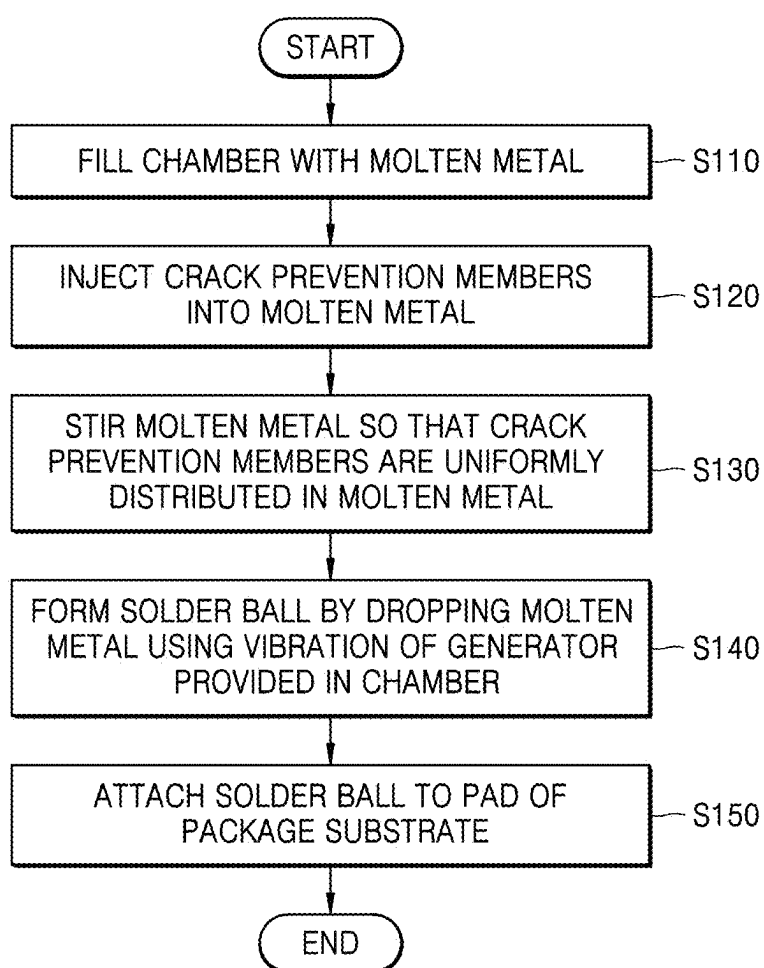 START
FILL CHAMBER WITH MOLTEN METAL
S110
INJECT CRACK PREVENTION MEMBERS
INTO MOLTEN METAL
S120
STIR MOLTEN METAL SO THAT CRACK
PREVENTION MEMBERS ARE UNIFORMLY
DISTRIBUTED IN MOLTEN METAL
S130
FORM SOLDER BALL BY DROPPING MOLTEN
METAL USING VIBRATION OF GENERATOR
PROVIDED IN CHAMBER
S140
ATTACH SOLDER BALL TO PAD OF
PACKAGE SUBSTRATE
S150
END